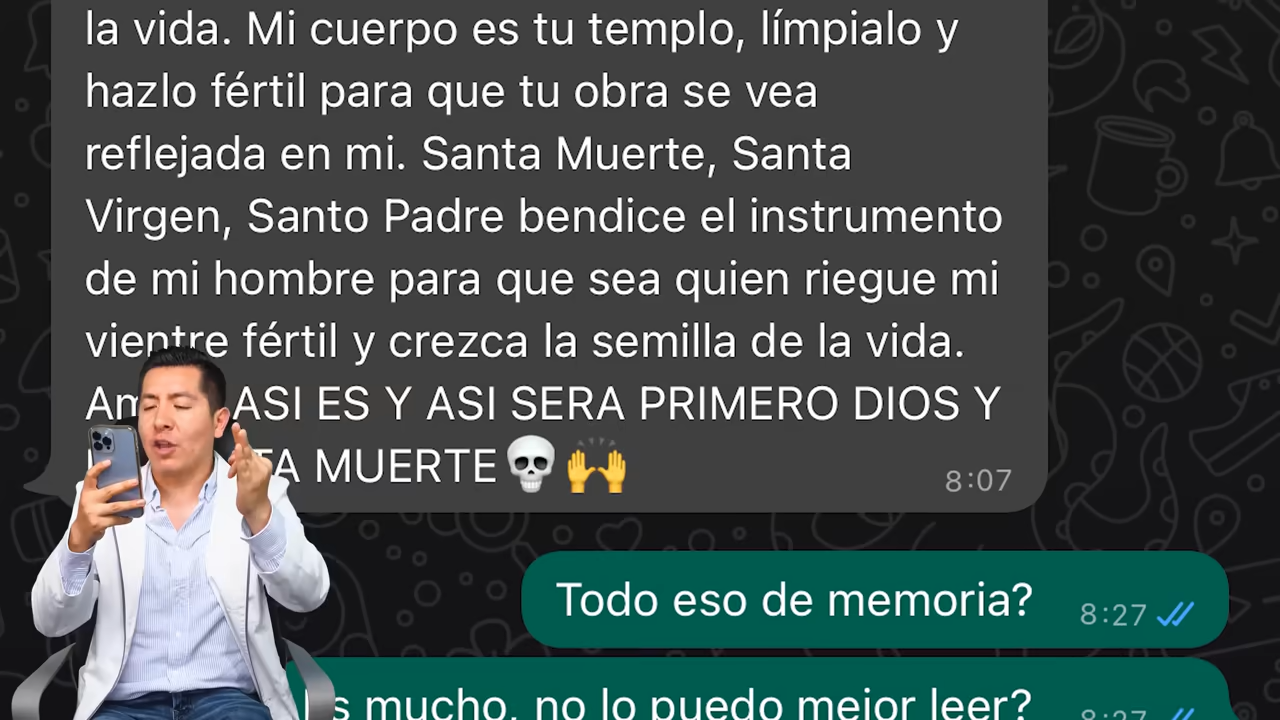 la vida. Mi cuerpo es tu templo, límpialo y
hazlo fértil para que tu obra se vea
reflejada en mi. Santa Muerte, Santa
Virgen, Santo Padre bendice el instrumento
de mi hombre para que sea quien riegue mi
vientre fértil y crezca la semilla de la vida.
ASI ES Y ASI SERA PRIMERO DIOS Y
MUERTE💀🙌
8:07
Todo eso de memoria?
8:27
mucho, no lo puedo mejor leer?
8:27